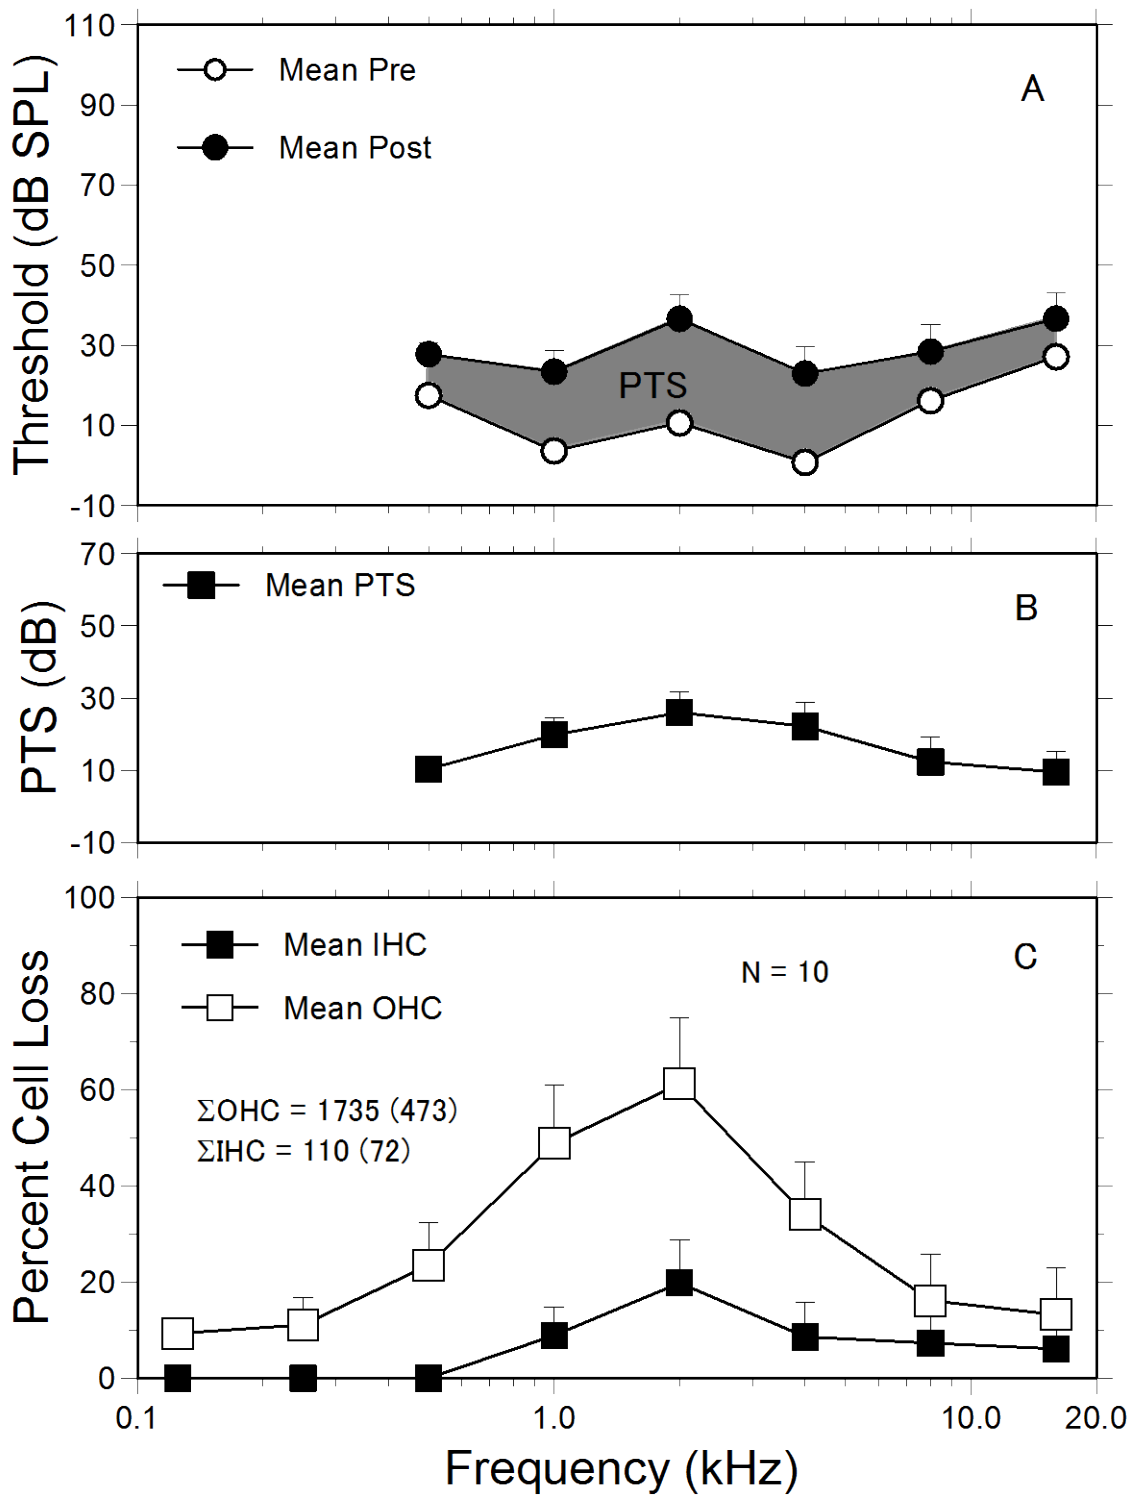 Threshold (dB SPL)
110
90
70
50
30
10
-10
Mean Pre
Mean Post
A
PTS
PTS (dB)
70
50
30
10
-10
Mean PTS
B
Percent Cell Loss
100
80
60
40
20
0
Mean IHC
Mean OHC
N = 10
C
ΣOHC = 1735 (473)
ΣIHC = 110 (72)
0.1 1.0 10.0 20.0
Frequency (kHz)